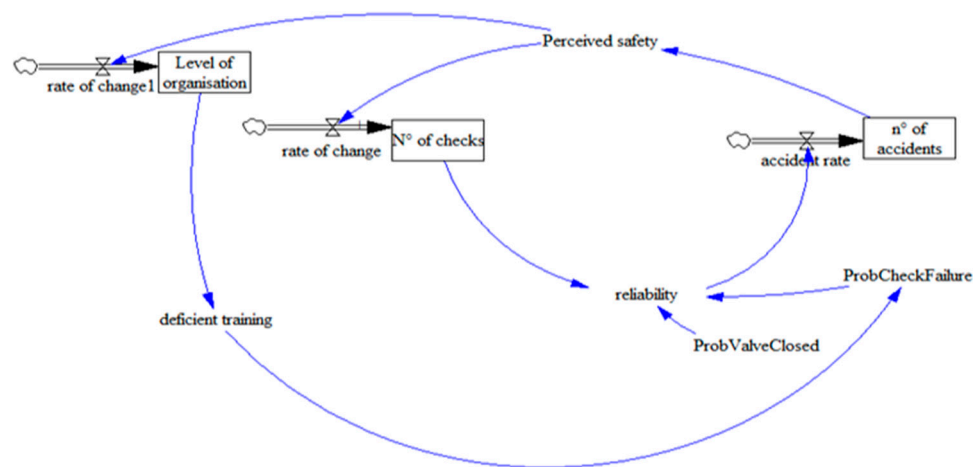 Perceived safety
Level of
organisation
rate of change1
N° of checks
rate of change
n° of
accidents
accident rate
ProbCheckFailure
reliability
deficient training
ProbValveClosed